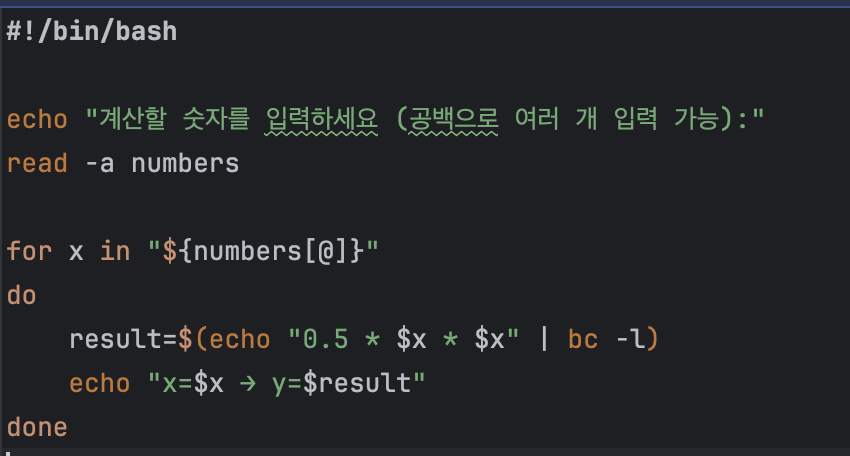 #!/bin/bash
echo "계산할 숫자를 입력하세요 (공백으로 여러 개 입력 가능):"
read -a numbers
for x in "${numbers[@]}"
do
    result=$(echo "0.5 * $x * $x" | bc -l)
    echo "x=$x → y=$result"
done